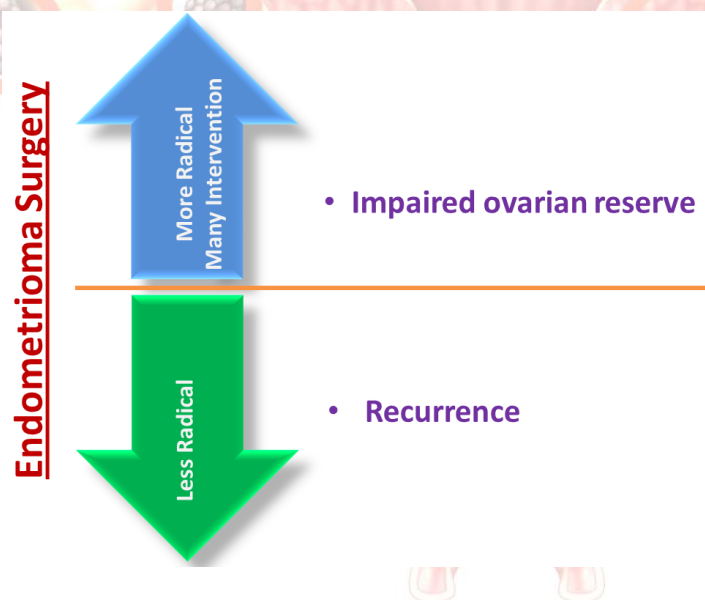 Endometrioma Surgery
More Radical
Many Intervention
• Impaired ovarian reserve
Less Radical
• Recurrence